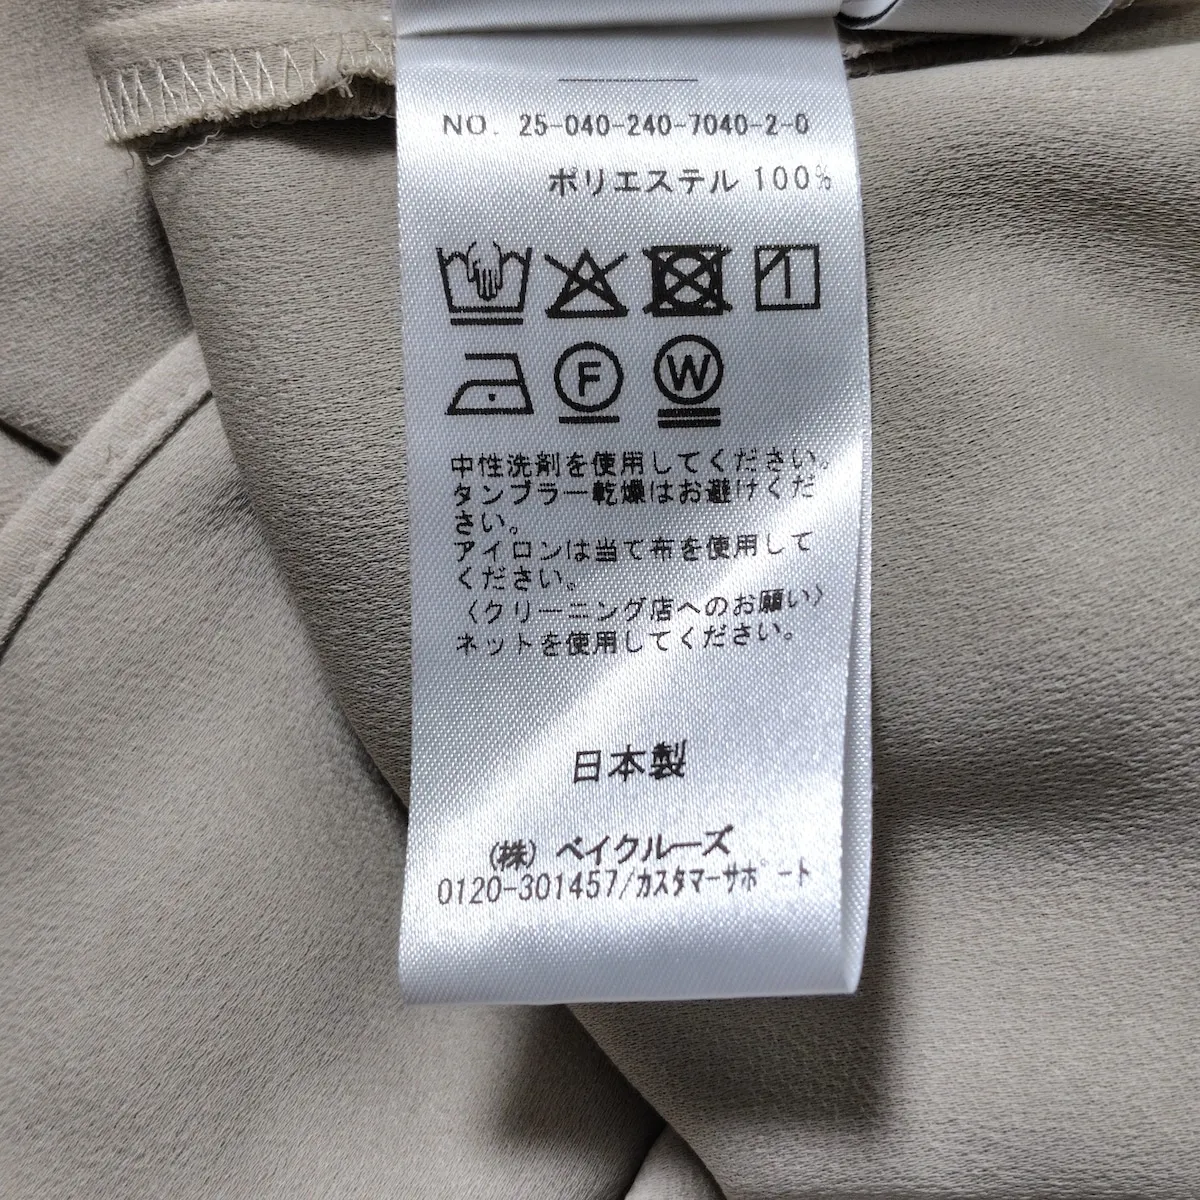 NO. 25-040-240-7040-2-0
ポリエステル 100%
F W
中性洗剤を使用してください。
タンブラー乾燥はお避けくだ
さい。
アイロンは当て布を使用して
ください。
〈クリーニング店へのお願い〉
ネットを使用してください。
日本製
(株) ベイクルーズ
0120-301457/カスタマーサポート